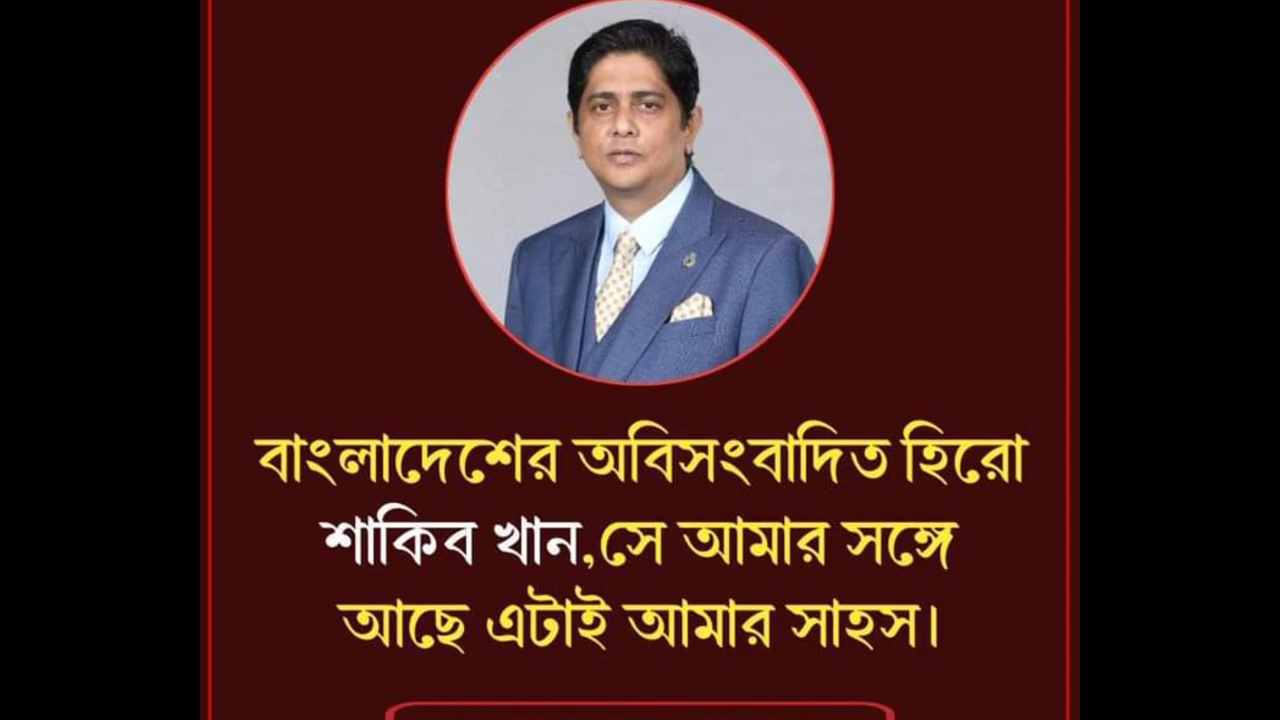 বাংলাদেশের অবিসংবাদিত হিরো
শাকিব খান,সে আমার সঙ্গে
আছে এটাই আমার সাহস।